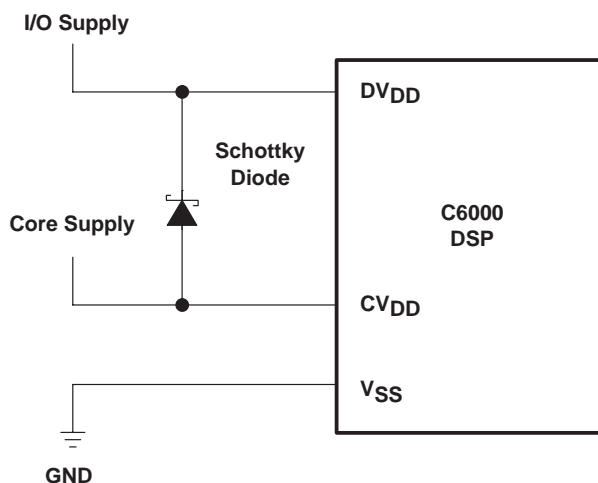 I/O Supply
DVDD
Schottky
Diode
C6000
DSP
Core Supply
CVDD
VSS
GND